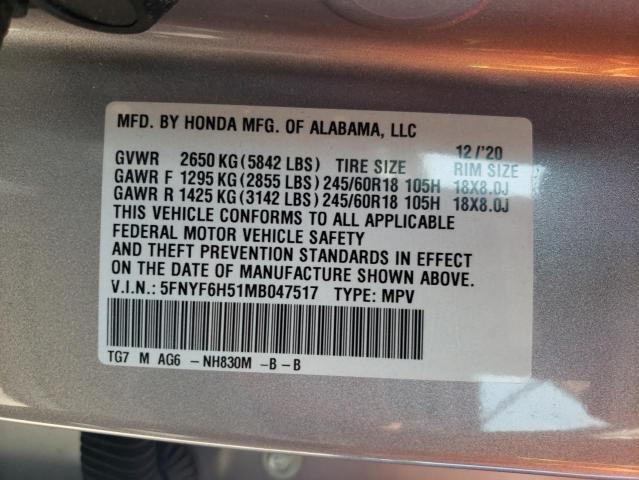 MFD. BY HONDA MFG. OF ALABAMA, LLC 12/'20
GVWR 2650 KG(5842 LBS) TIRE SIZE RIM SIZE
GAWR F 1295 KG(2855 LBS) 245/60R18 105H 18X8.0J
GAWR R 1425 KG(3142 LBS) 245/60R18 105H 18X8.0J
THIS VEHICLE CONFORMS TO ALL APPLICABLE
FEDERAL MOTOR VEHICLE SAFETY
AND THEFT PREVENTION STANDARDS IN EFFECT
ON THE DATE OF MANUFACTURE SHOWN ABOVE.
V.I.N.: 5FNYF6H51MB047517 TYPE: MPV
TG7 M AG6 -NH830M -B-B